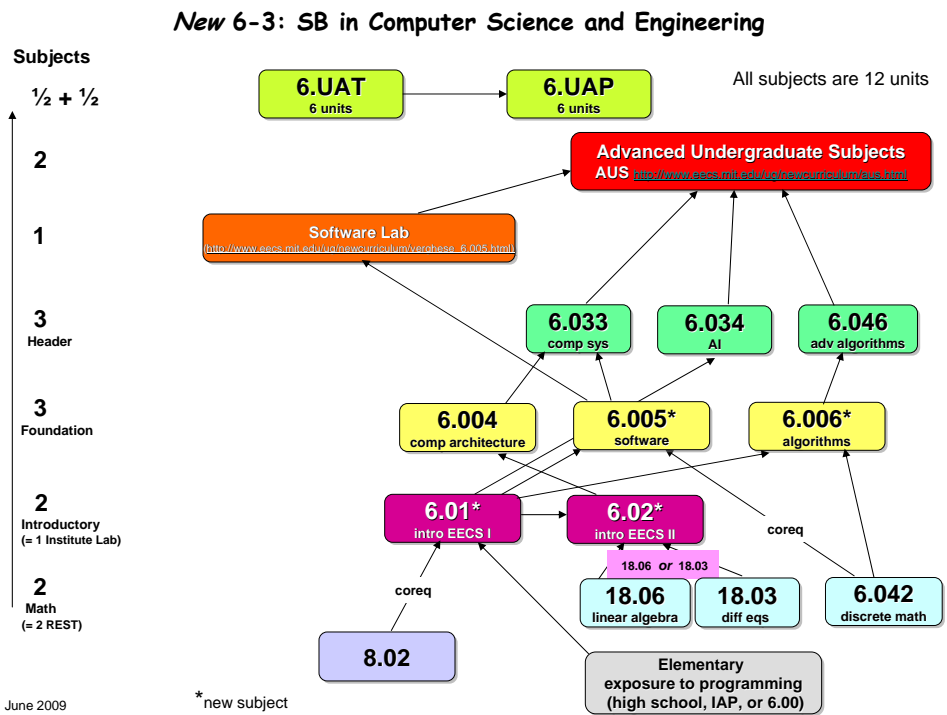 New 6-3: SB in Computer Science and Engineering
Subjects
½ + ½
6.UAT
6 units
6.UAP
6 units
All subjects are 12 units
2
Advanced Undergraduate Subjects
AUS http://www.eecs.mit.edu/ug/newcurriculum/aus.html
1
Software Lab
(http://www.eecs.mit.edu/ug/newcurriculum/verghese_6.005.html)
3
Header
6.033
comp sys
6.034
AI
6.046
adv algorithms
3
Foundation
6.004
comp architecture
6.005*
software
6.006*
algorithms
2
Introductory
(= 1 Institute Lab)
6.01*
intro EECS I
6.02*
intro EECS II
coreq
18.06 or 18.03
2
Math
(= 2 REST)
coreq
18.06
linear algebra
18.03
diff eqs
6.042
discrete math
8.02
Elementary
exposure to programming
(high school, IAP, or 6.00)
June 2009
*new subject